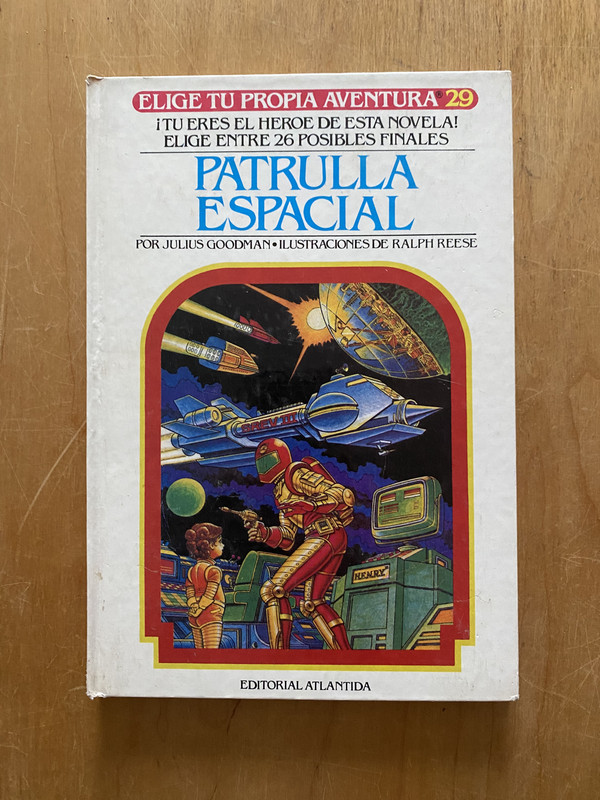 ELIGE TU PROPIA AVENTURA® 29
¡TU ERES EL HEROE DE ESTA NOVELA!
ELIGE ENTRE 26 POSIBLES FINALES
PATRULLA
ESPACIAL
POR JULIUS GOODMAN • ILUSTRACIONES DE RALPH REESE
HENRY
EDITORIAL ATLANTIDA